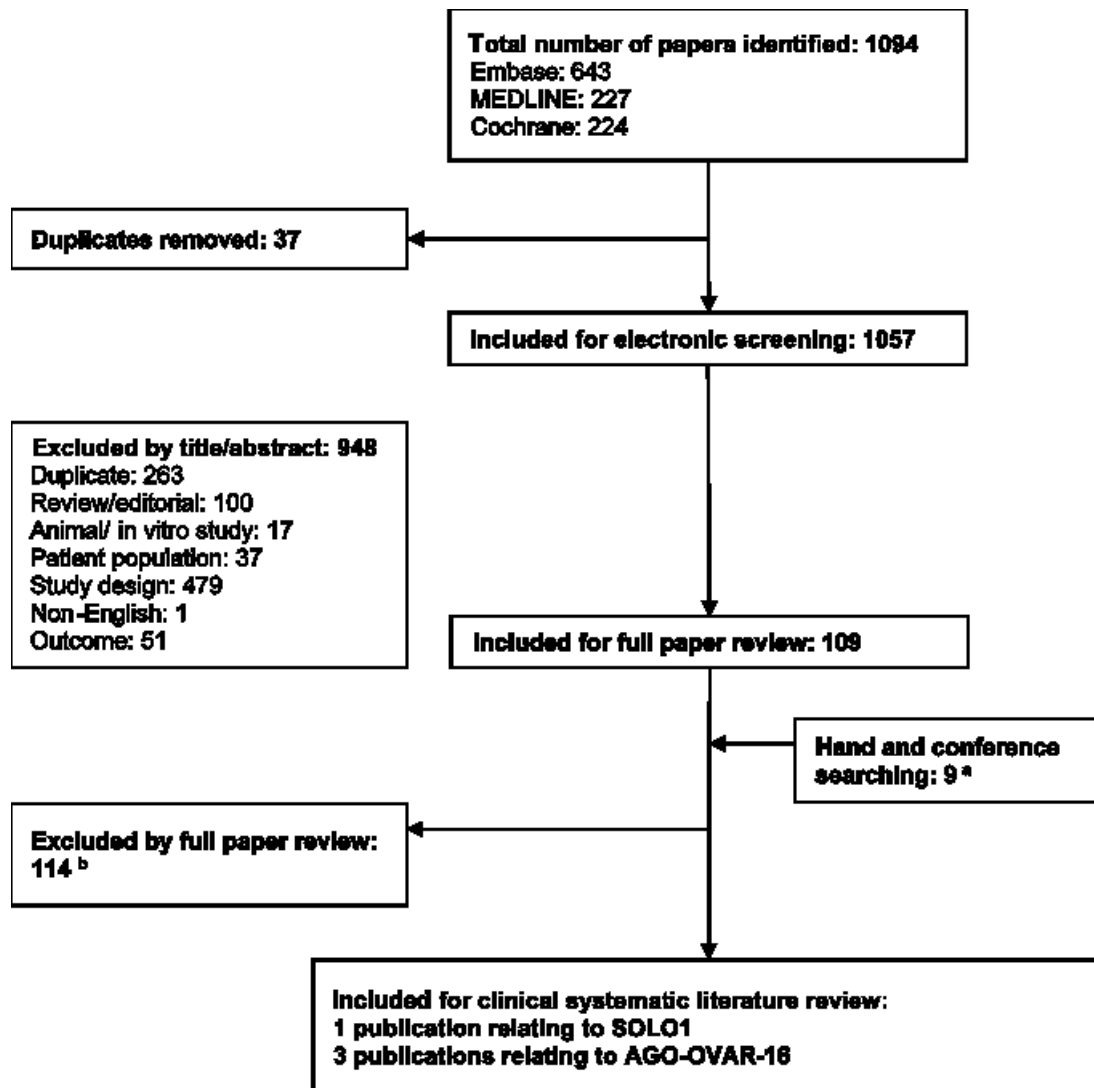 Total number of papers identified: 1094
Embase: 643
MEDLINE: 227
Cochrane: 224
Duplicates removed: 37
Included for electronic screening: 1057
Excluded by title/abstract: 948
Duplicate: 263
Review/editorial: 100
Animal/ in vitro study: 17
Patient population: 37
Study design: 479
Non-English: 1
Outcome: 51
Included for full paper review: 109
Hand and conference
searching: 9 a
Excluded by full paper review:
114 b
Included for clinical systematic literature review:
1 publication relating to SOLO1
3 publications relating to AGO-OVAR-16